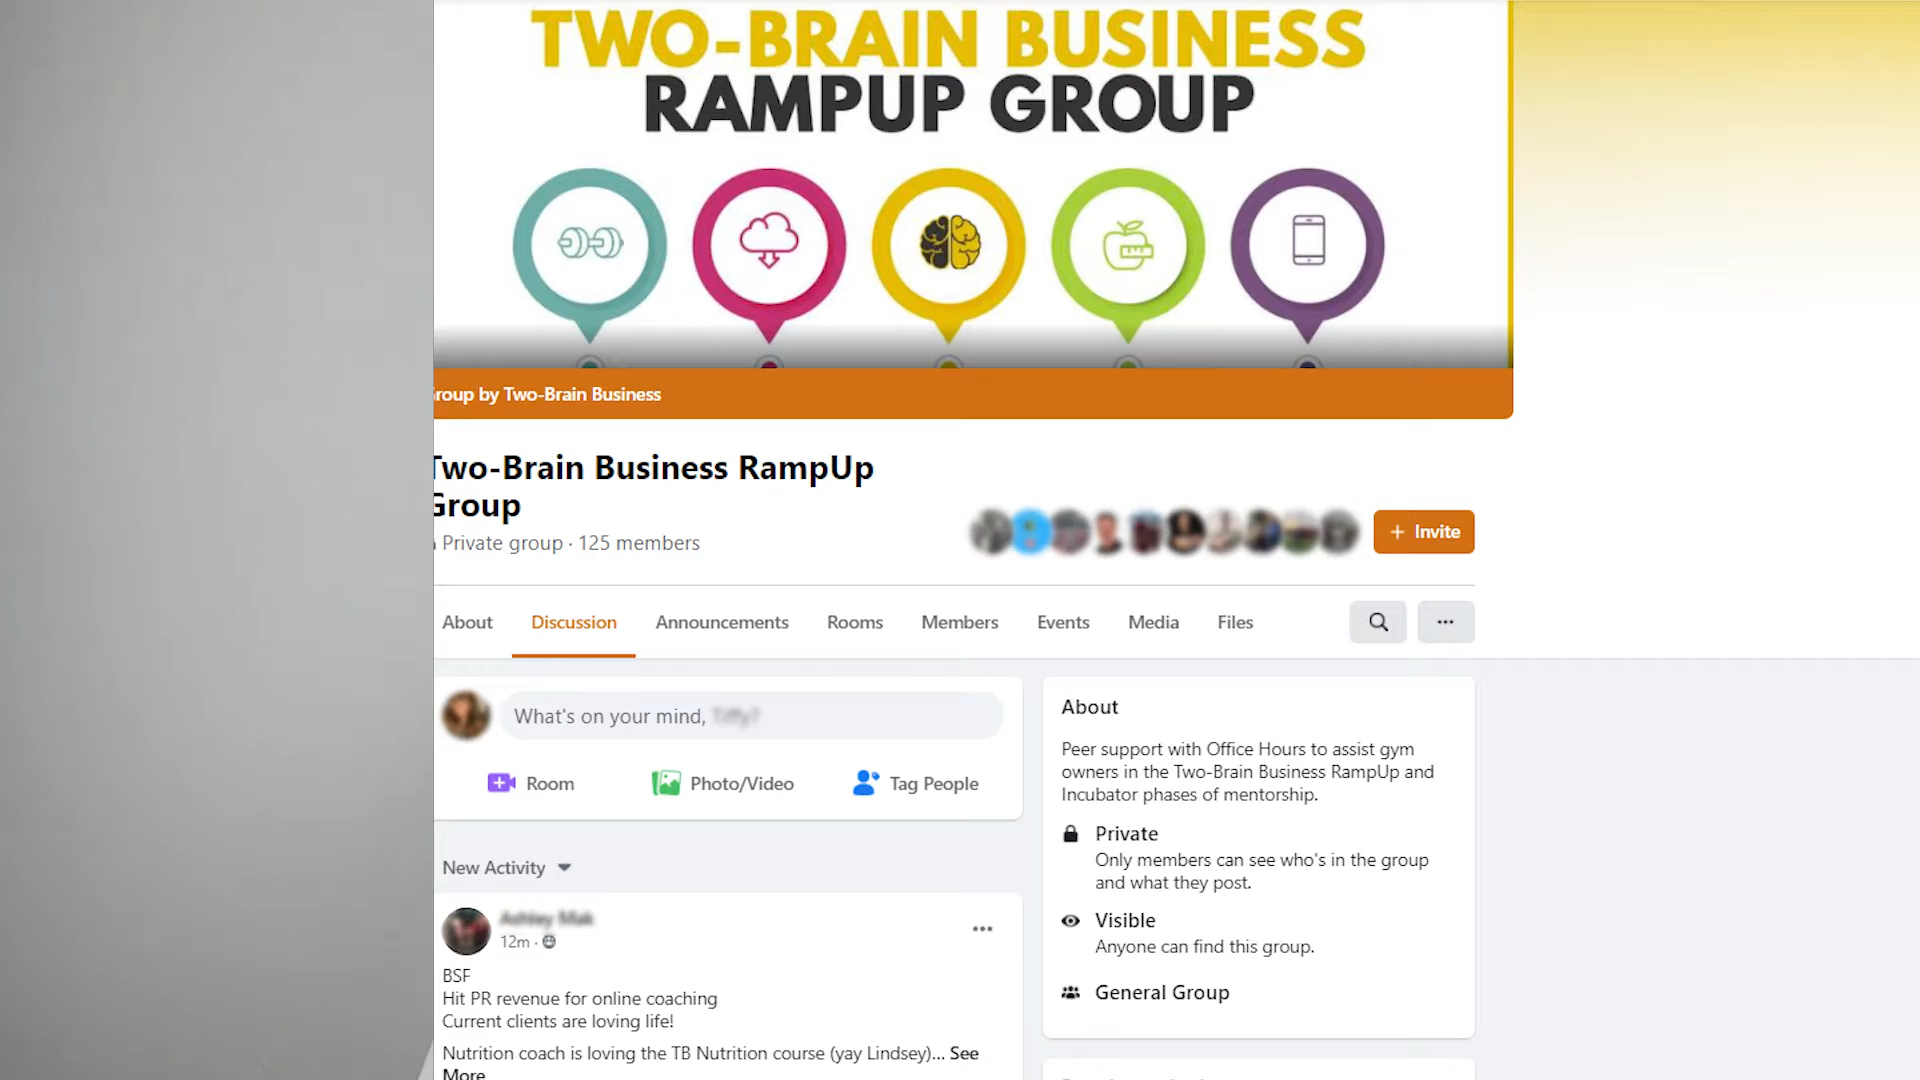 TWO-BRAIN BUSINESS
RAMPUP GROUP
roup by Two-Brain Business
Two-Brain Business RampUp
Group
Private group · 125 members
+ Invite
About Discussion Announcements Rooms Members Events Media Files
What's on your mind,
Room Photo/Video Tag People
New Activity
12m ·
BSF
Hit PR revenue for online coaching
Current clients are loving life!
Nutrition coach is loving the TB Nutrition course (yay Lindsey)... See
More
About
Peer support with Office Hours to assist gym
owners in the Two-Brain Business RampUp and
Incubator phases of mentorship.
Private
Only members can see who's in the group
and what they post.
Visible
Anyone can find this group.
General Group